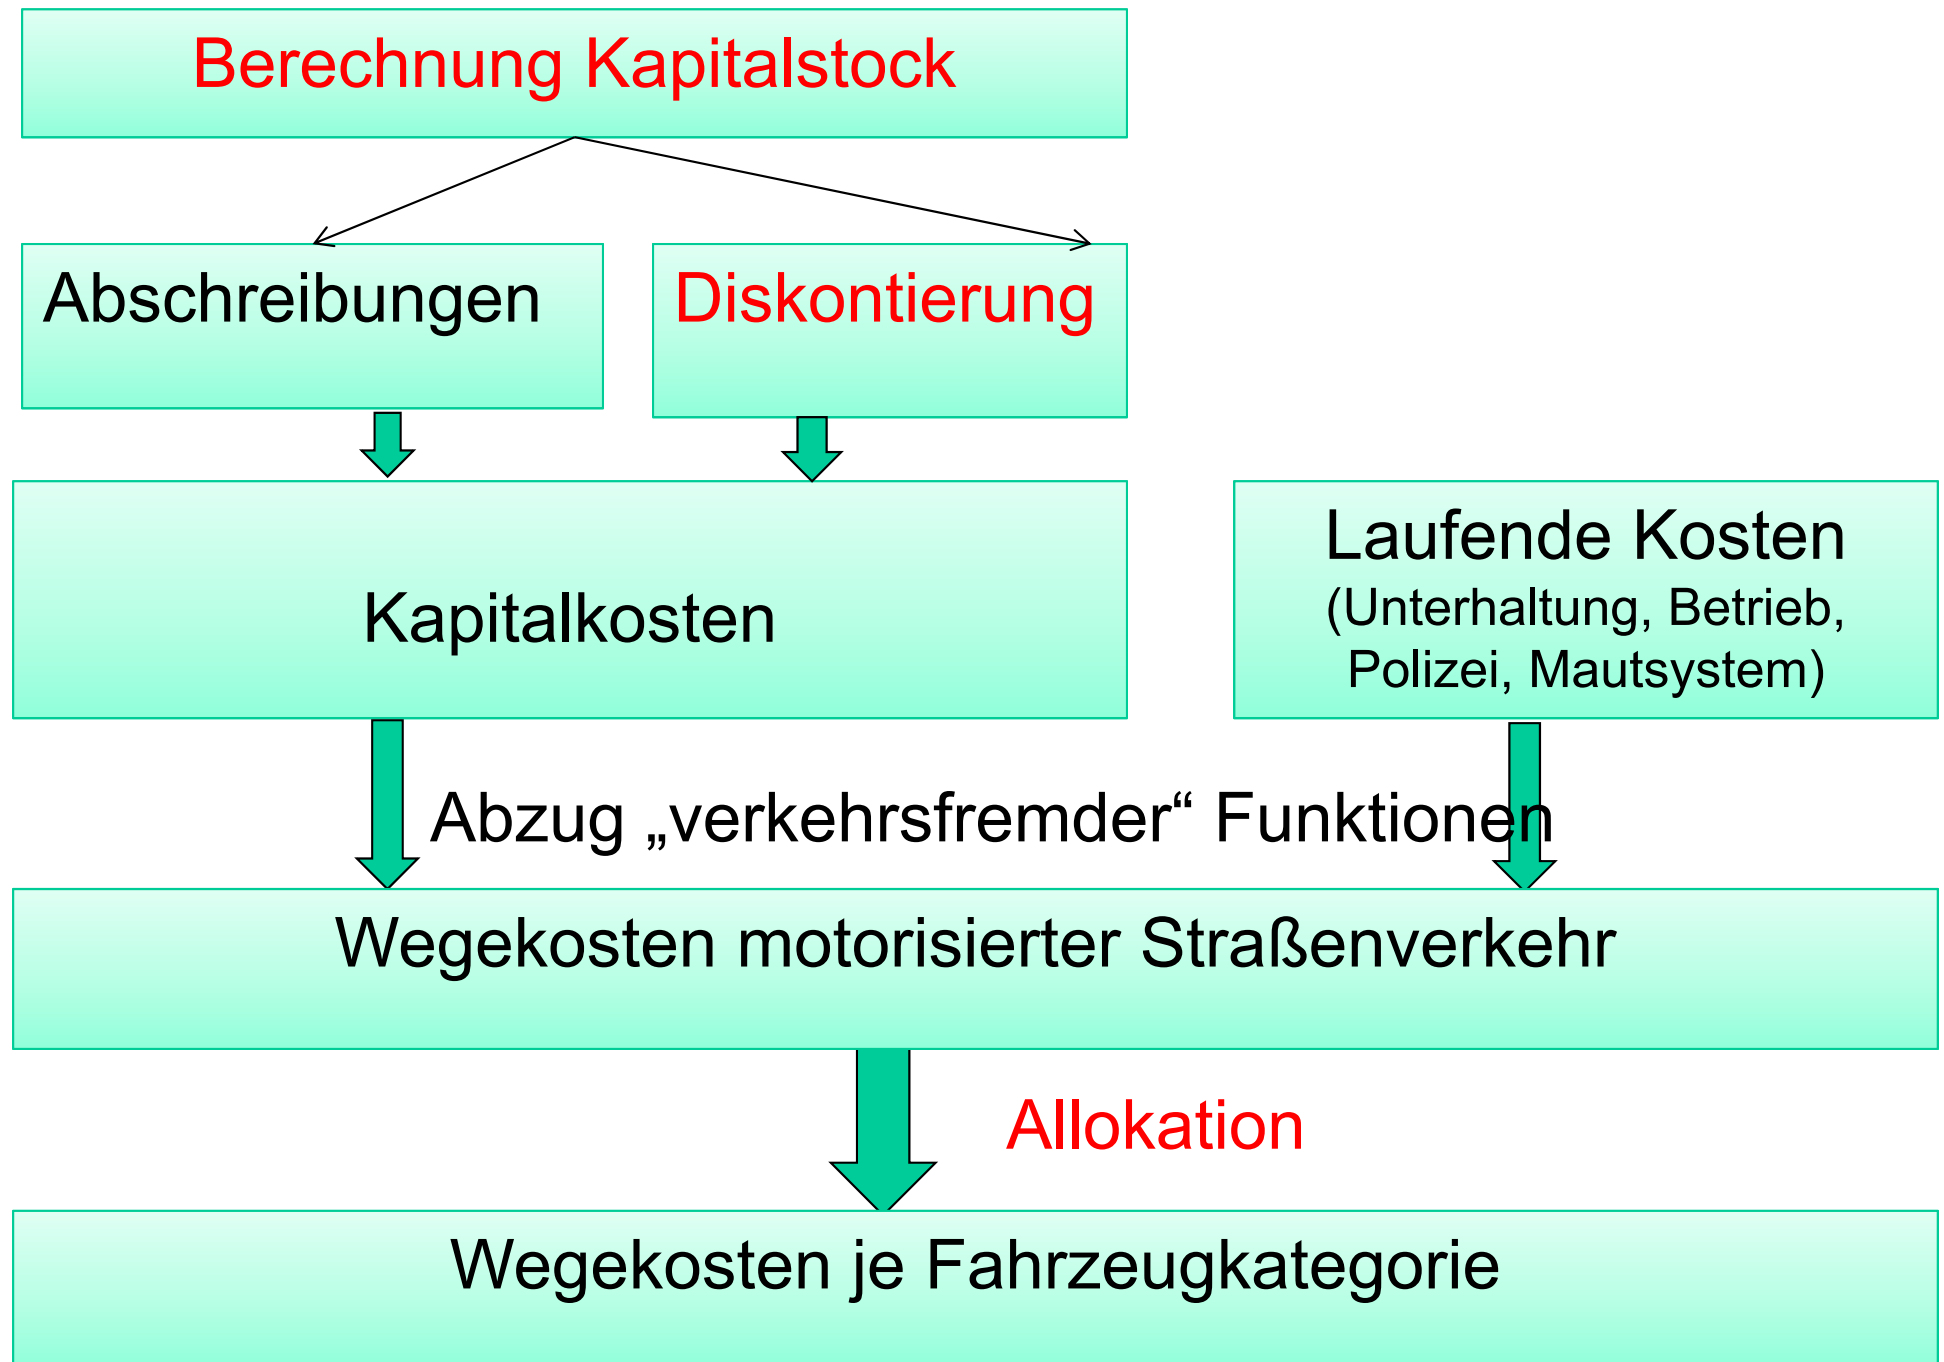 Berechnung Kapitalstock
Abschreibungen
Diskontierung
Kapitalkosten
Laufende Kosten
(Unterhaltung, Betrieb,
Polizei, Mautsystem)
Abzug „verkehrsfremder“ Funktionen
Wegekosten motorisierter Straßenverkehr
Allokation
Wegekosten je Fahrzeugkategorie